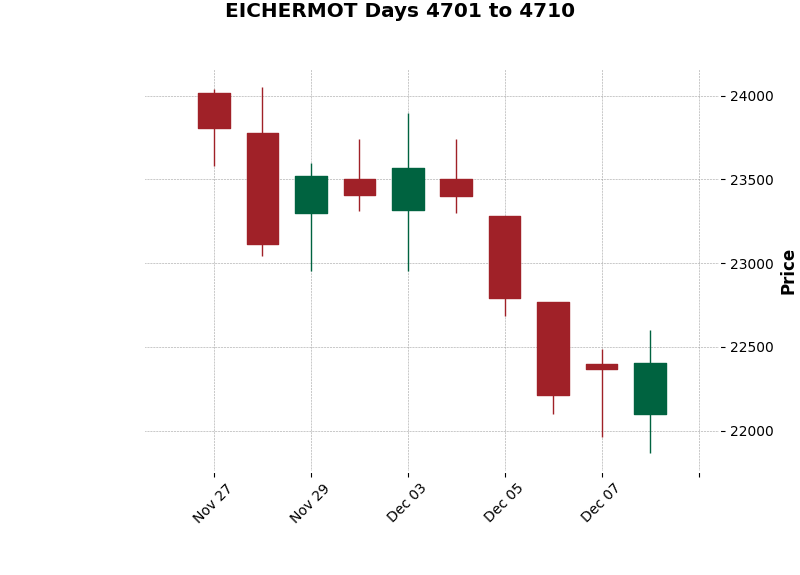 EICHERMOT Days 4701 to 4710
24000
23500
23000
22500
22000
Price
Nov 27
Nov 29
Dec 03
Dec 05
Dec 07